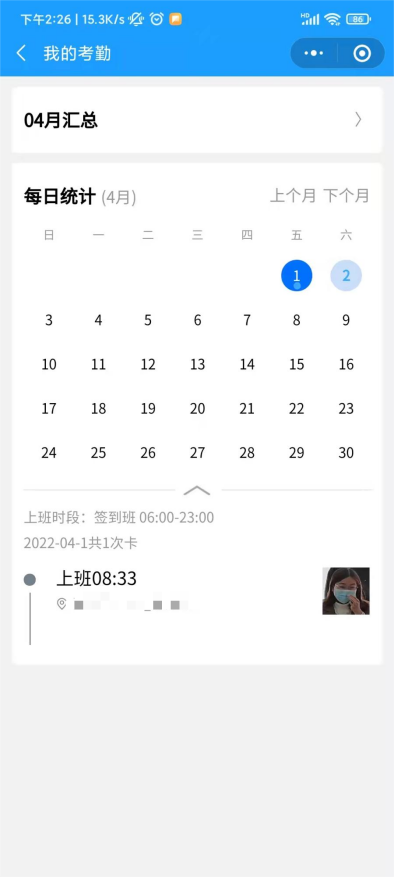 下午2:26 | 15.3K/s HD 86
我的考勤
04月汇总
每日统计 (4月) 上个月 下个月
日 一 二 三 四 五 六
1 2
3 4 5 6 7 8 9
10 11 12 13 14 15 16
17 18 19 20 21 22 23
24 25 26 27 28 29 30
上班时段：签到班 06:00-23:00
2022-04-1共1次卡
上班08:33